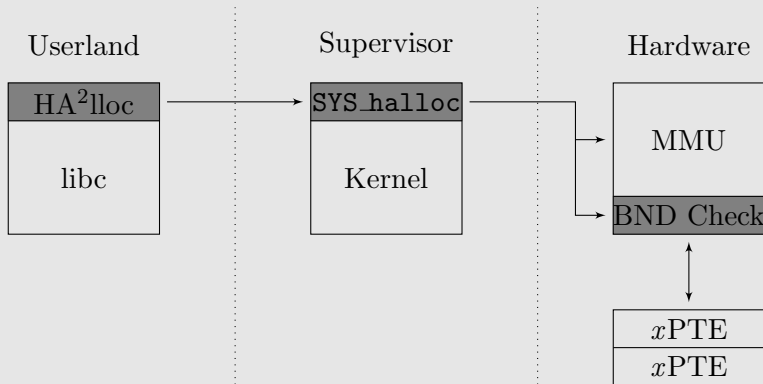 Userland
Supervisor
Hardware
HA²lloc
SYS_halloc
libc
Kernel
MMU
BND Check
xPTE
xPTE